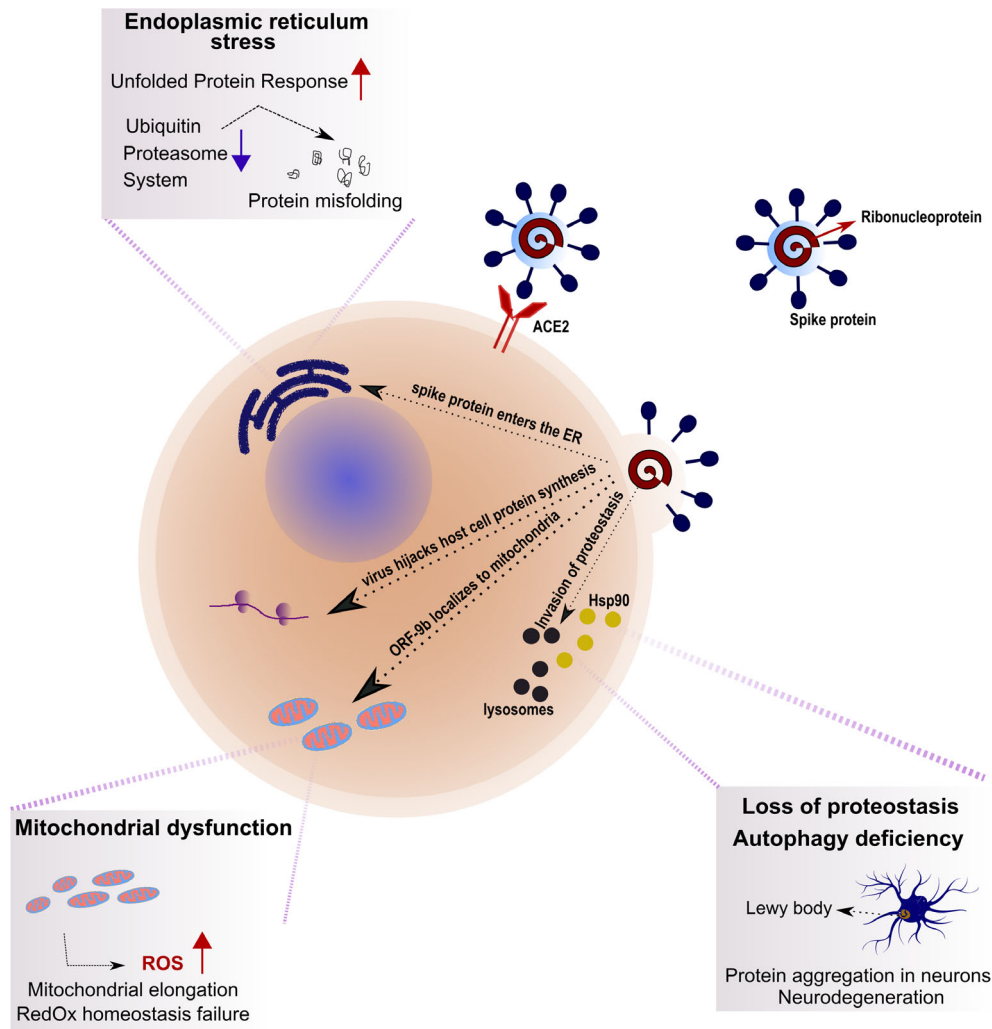 Endoplasmic reticulum
stress
Unfolded Protein Response
Ubiquitin
Proteasome
System
Protein misfolding
Ribonucleoprotein
Spike protein
ACE2
spike protein enters the ER
virus hijacks host cell protein synthesis
ORF-9b localizes to mitochondria
Invasion of proteostasis
Hsp90
lysosomes
Mitochondrial dysfunction
ROS
Mitochondrial elongation
RedOx homeostasis failure
Loss of proteostasis
Autophagy deficiency
Lewy body
Protein aggregation in neurons
Neurodegeneration